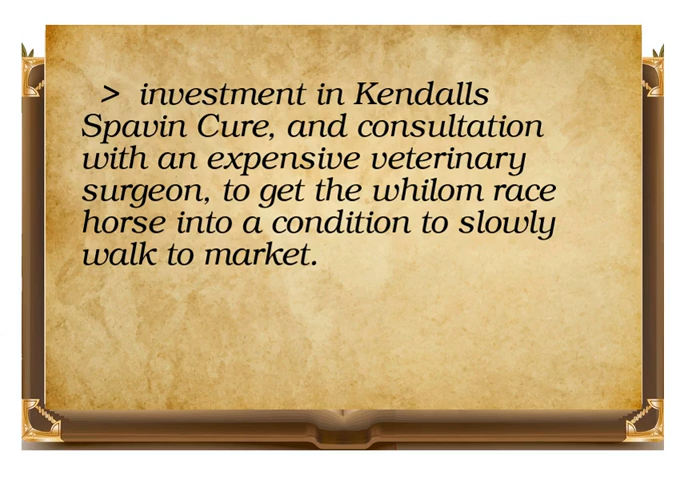 > investment in Kendalls
Spavin Cure, and consultation
with an expensive veterinary
surgeon, to get the whilom race
horse into a condition to slowly
walk to market.